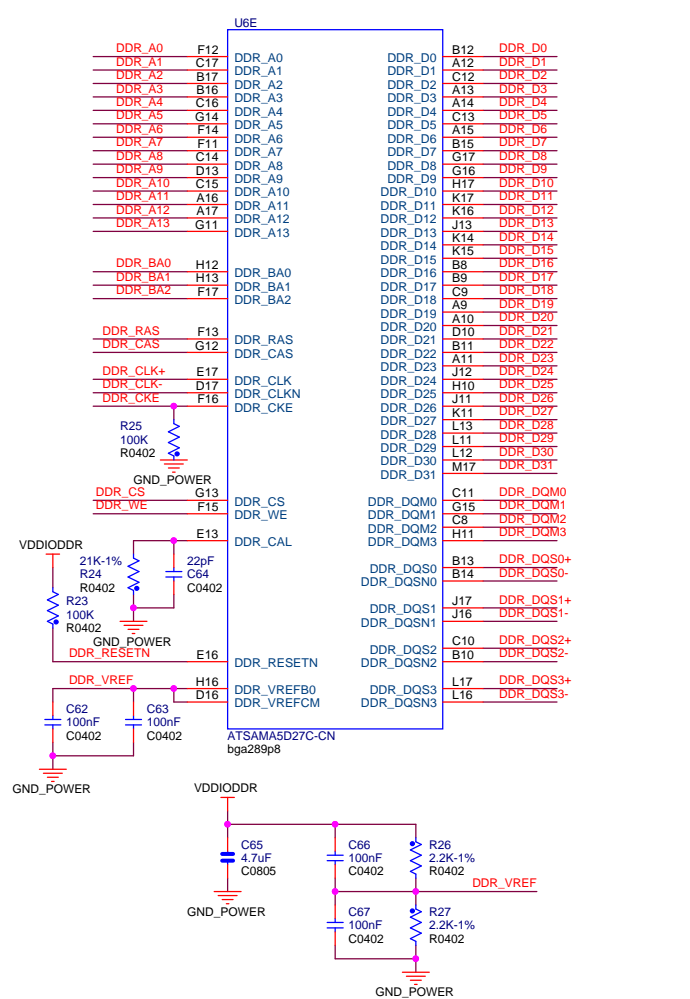 U6E
DDR_A0 F12 DDR_A0 DDR_D0 B12 DDR_D0
DDR_A1 C17 DDR_A1 DDR_D1 A12 DDR_D1
DDR_A2 B17 DDR_A2 DDR_D2 C12 DDR_D2
DDR_A3 B16 DDR_A3 DDR_D3 A13 DDR_D3
DDR_A4 C16 DDR_A4 DDR_D4 A14 DDR_D4
DDR_A5 G14 DDR_A5 DDR_D5 C13 DDR_D5
DDR_A6 F14 DDR_A6 DDR_D6 A15 DDR_D6
DDR_A7 F11 DDR_A7 DDR_D7 B15 DDR_D7
DDR_A8 C14 DDR_A8 DDR_D8 G17 DDR_D8
DDR_A9 D13 DDR_A9 DDR_D9 G16 DDR_D9
DDR_A10 C15 DDR_A10 DDR_D10 H17 DDR_D10
DDR_A11 A16 DDR_A11 DDR_D11 K17 DDR_D11
DDR_A12 A17 DDR_A12 DDR_D12 K16 DDR_D12
DDR_A13 G11 DDR_A13 DDR_D13 J13 DDR_D13
DDR_D14 K14 DDR_D14
DDR_D15 K15 DDR_D15
DDR_BA0 H12 DDR_BA0 DDR_D16 B8 DDR_D16
DDR_BA1 H13 DDR_BA1 DDR_D17 B9 DDR_D17
DDR_BA2 F17 DDR_BA2 DDR_D18 C9 DDR_D18
DDR_D19 A9 DDR_D19
DDR_D20 A10 DDR_D20
DDR_RAS F13 DDR_RAS DDR_D21 D10 DDR_D21
DDR_CAS G12 DDR_CAS DDR_D22 B11 DDR_D22
DDR_D23 A11 DDR_D23
DDR_CLK+ E17 DDR_CLK DDR_D24 J12 DDR_D24
DDR_CLK- D17 DDR_CLKN DDR_D25 H10 DDR_D25
DDR_CKE F16 DDR_CKE DDR_D26 J11 DDR_D26
DDR_D27 K11 DDR_D27
DDR_D28 L13 DDR_D28
DDR_D29 L11 DDR_D29
DDR_D30 L12 DDR_D30
DDR_D31 M17 DDR_D31
R25
100K
R0402
GND_POWER
DDR_CS G13 DDR_CS DDR_DQM0 C11 DDR_DQM0
DDR_WE F15 DDR_WE DDR_DQM1 G15 DDR_DQM1
DDR_DQM2 C8 DDR_DQM2
E13 DDR_CAL DDR_DQM3 H11 DDR_DQM3
VDDIODDR
21K-1%
R24
R0402
22pF
C64
C0402
DDR_DQS0 B13 DDR_DQS0+
DDR_DQSN0 B14 DDR_DQS0-
R23
100K
R0402
GND_POWER
DDR_DQS1 J17 DDR_DQS1+
DDR_DQSN1 J16 DDR_DQS1-
DDR_DQS2 C10 DDR_DQS2+
DDR_RESETN E16 DDR_RESETN DDR_DQSN2 B10 DDR_DQS2-
DDR_VREF H16 DDR_VREFB0 DDR_DQS3 L17 DDR_DQS3+
D16 DDR_VREFCM DDR_DQSN3 L16 DDR_DQS3-
C62
100nF
C0402
C63
100nF
C0402
GND_POWER
ATSAMA5D27C-CN
bga289p8
VDDIODDR
C65
4.7uF
C0805
GND_POWER
C66
100nF
C0402
R26
2.2K-1%
R0402
DDR_VREF
C67
100nF
C0402
R27
2.2K-1%
R0402
GND_POWER